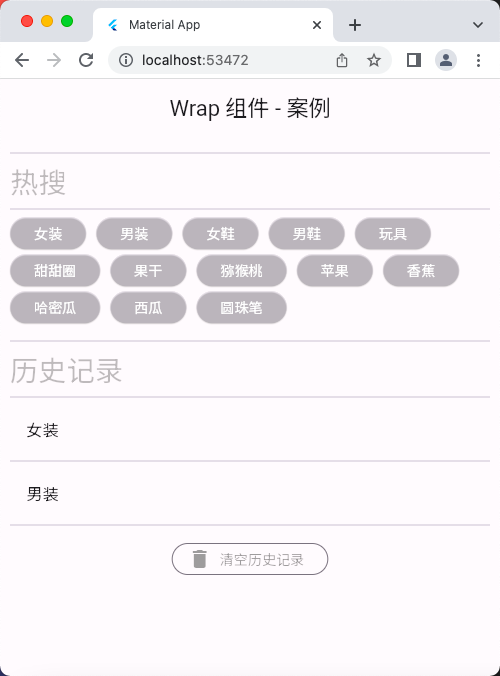 Material App
localhost:53472
Wrap 组件 - 案例
热搜
女装 男装 女鞋 男鞋 玩具
甜甜圈 果干 猕猴桃 苹果 香蕉
哈密瓜 西瓜 圆珠笔
历史记录
女装
男装
清空历史记录